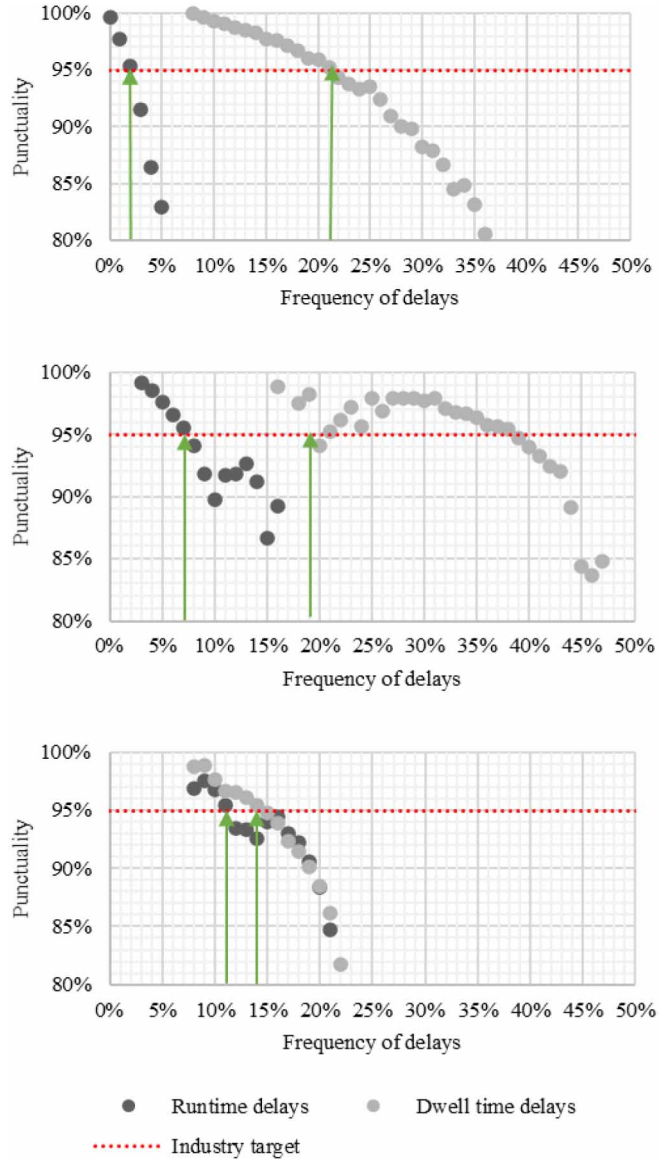 100%
95%
90%
85%
80%
Punctuality
0% 5% 10% 15% 20% 25% 30% 35% 40% 45% 50%
Frequency of delays
100%
95%
90%
85%
80%
Punctuality
0% 5% 10% 15% 20% 25% 30% 35% 40% 45% 50%
Frequency of delays
100%
95%
90%
85%
80%
Punctuality
0% 5% 10% 15% 20% 25% 30% 35% 40% 45% 50%
Frequency of delays
Runtime delays Dwell time delays
Industry target